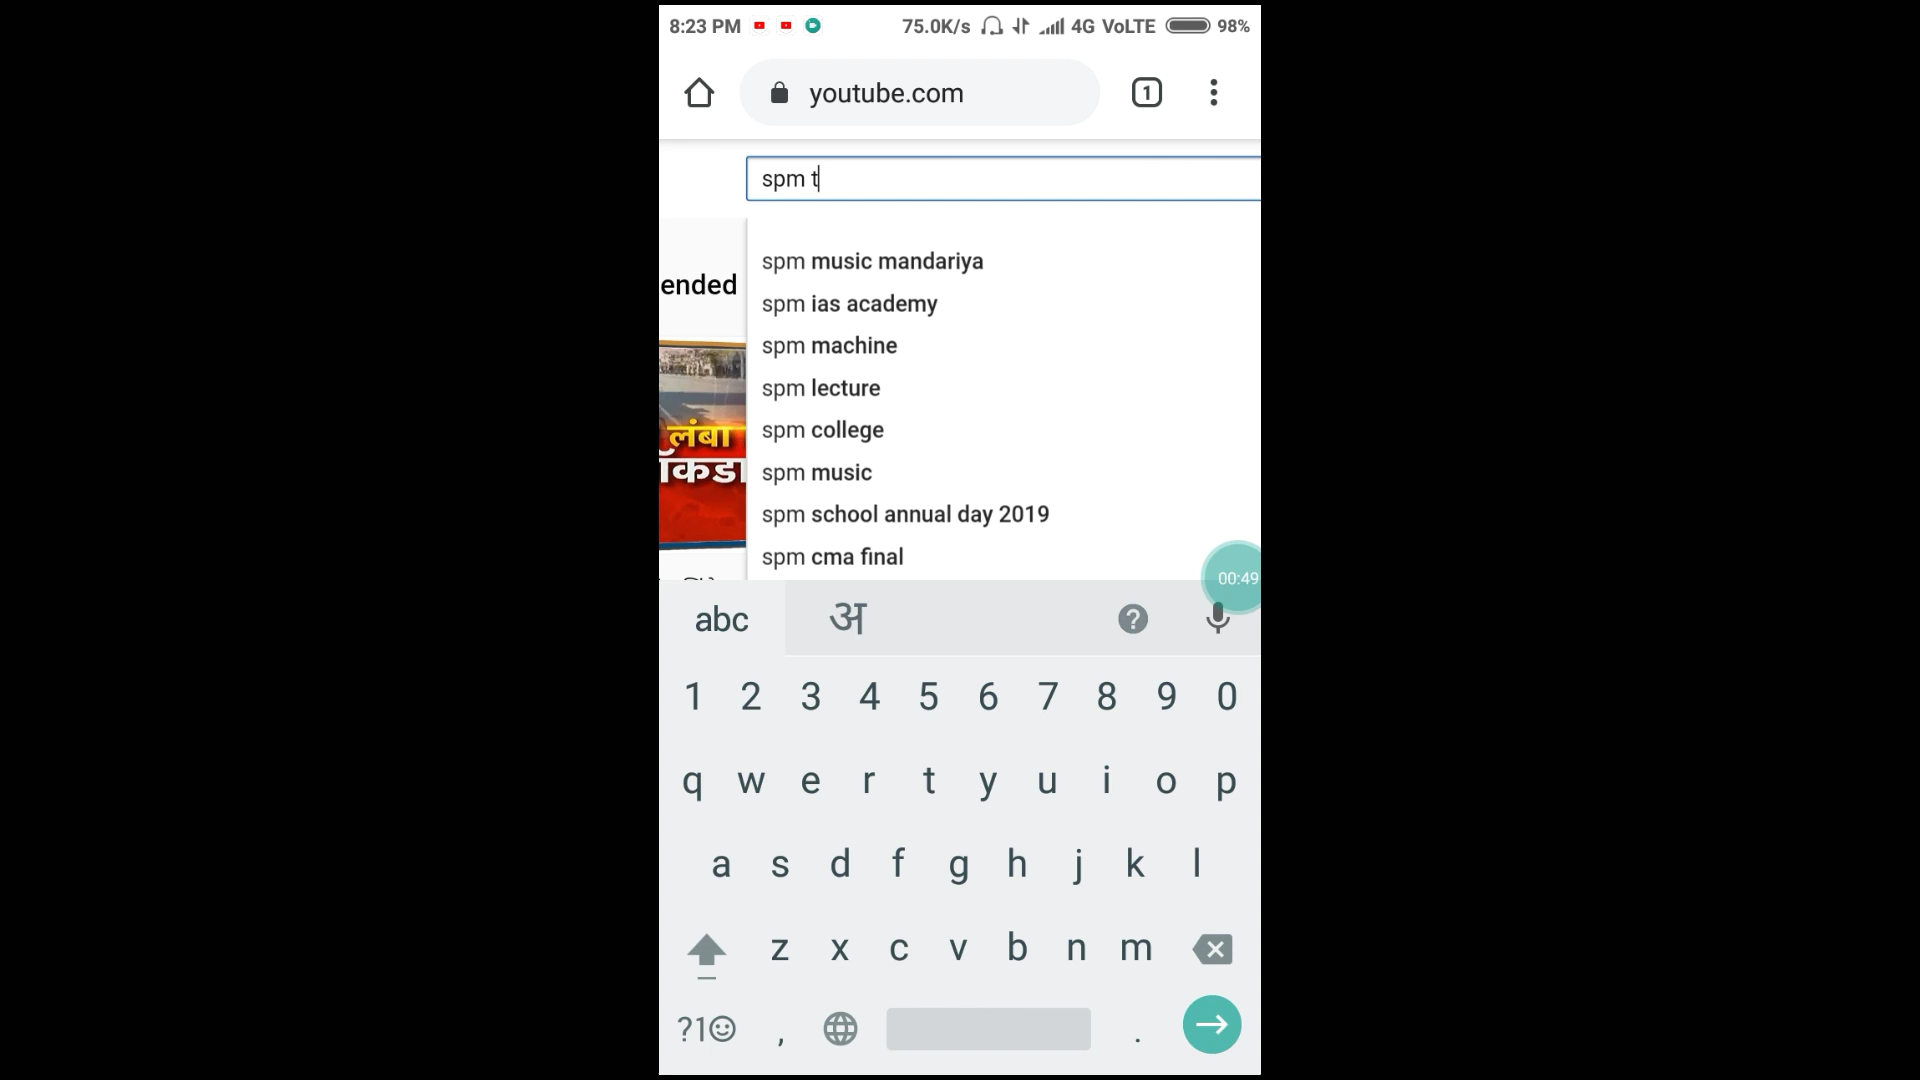 8:23 PM 75.0K/s 4G VoLTE 98%
youtube.com 1
spm t
spm music mandariya
ended
spm ias academy
spm machine
spm lecture
लंबा
spm college
spm music
spm school annual day 2019
spm cma final
00:49
abc अ ?
1 2 3 4 5 6 7 8 9 0
q w e r t y u i o p
a s d f g h j k l
z x c v b n m
?1☺ , .